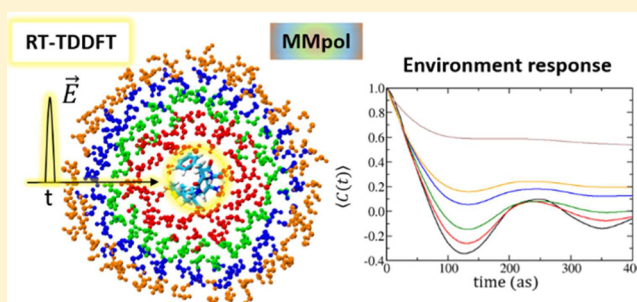 RT-TDDFT
MMpol
Environment response
E
t
⟨C(t)⟩
1.0
0.8
0.6
0.4
0.2
0.0
-0.2
-0.4
0
100
200
300
40
time (as)